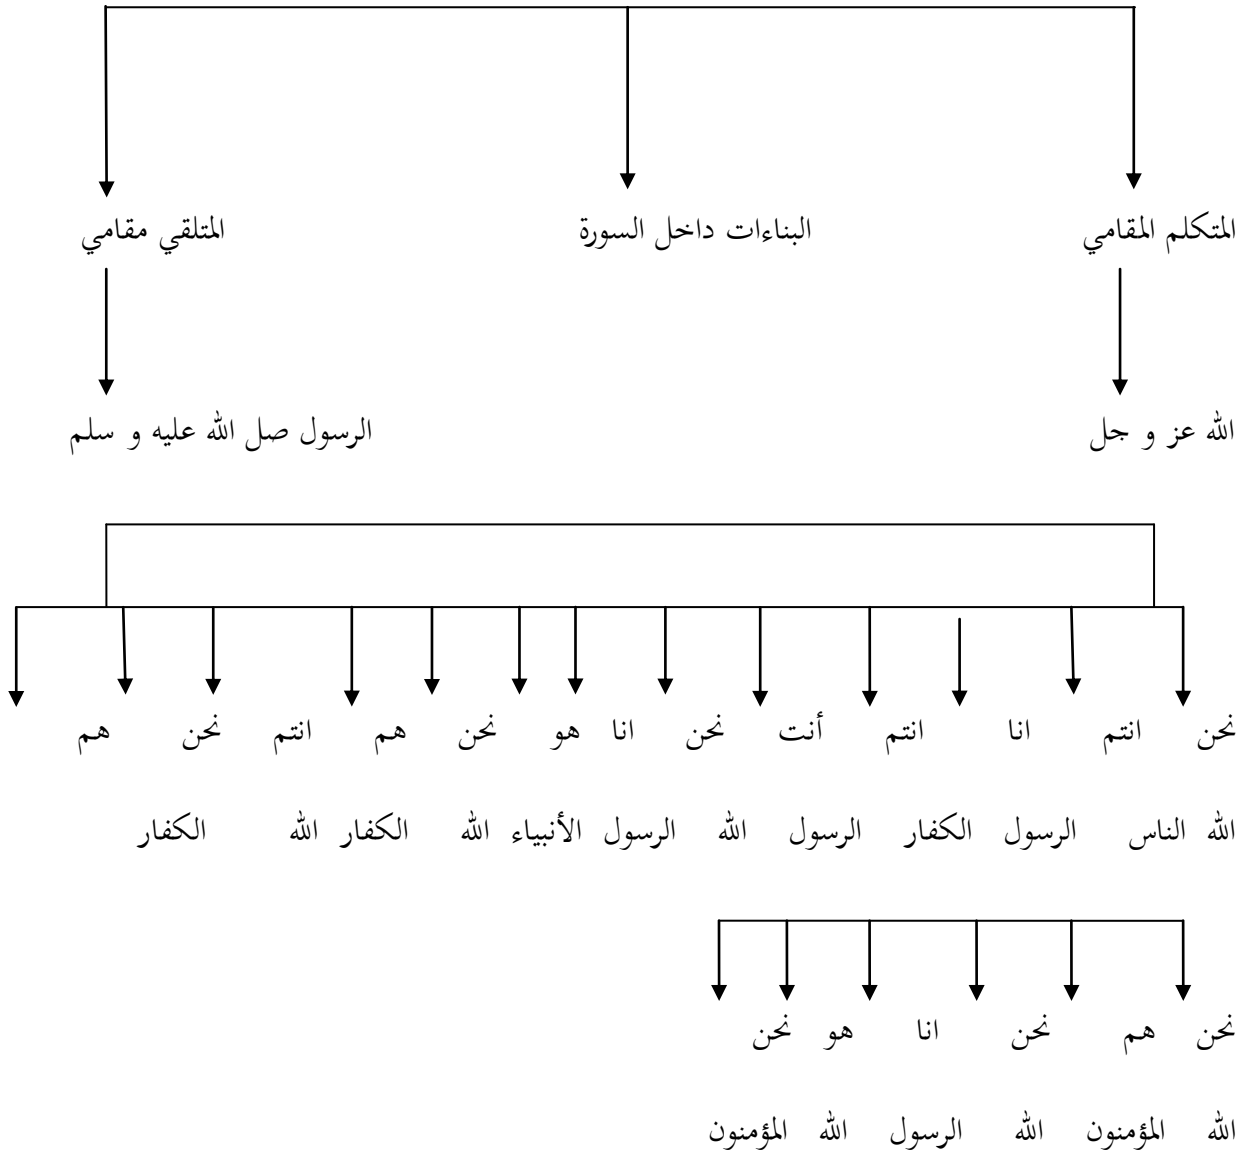 المتكلم المقامي البناءات داخل السورة المتلقي مقامي
الله عز و جل الرسول صل الله عليه و سلم
نحن انتم انا انتم أنت نحن انا هو نحن هم انتم نحن هم
الله الناس الرسول الكفار الرسول الله الرسول الأنبياء الله الكفار الله الكفار
نحن هم نحن انا هو نحن
الله المؤمنون الله الرسول الله المؤمنون